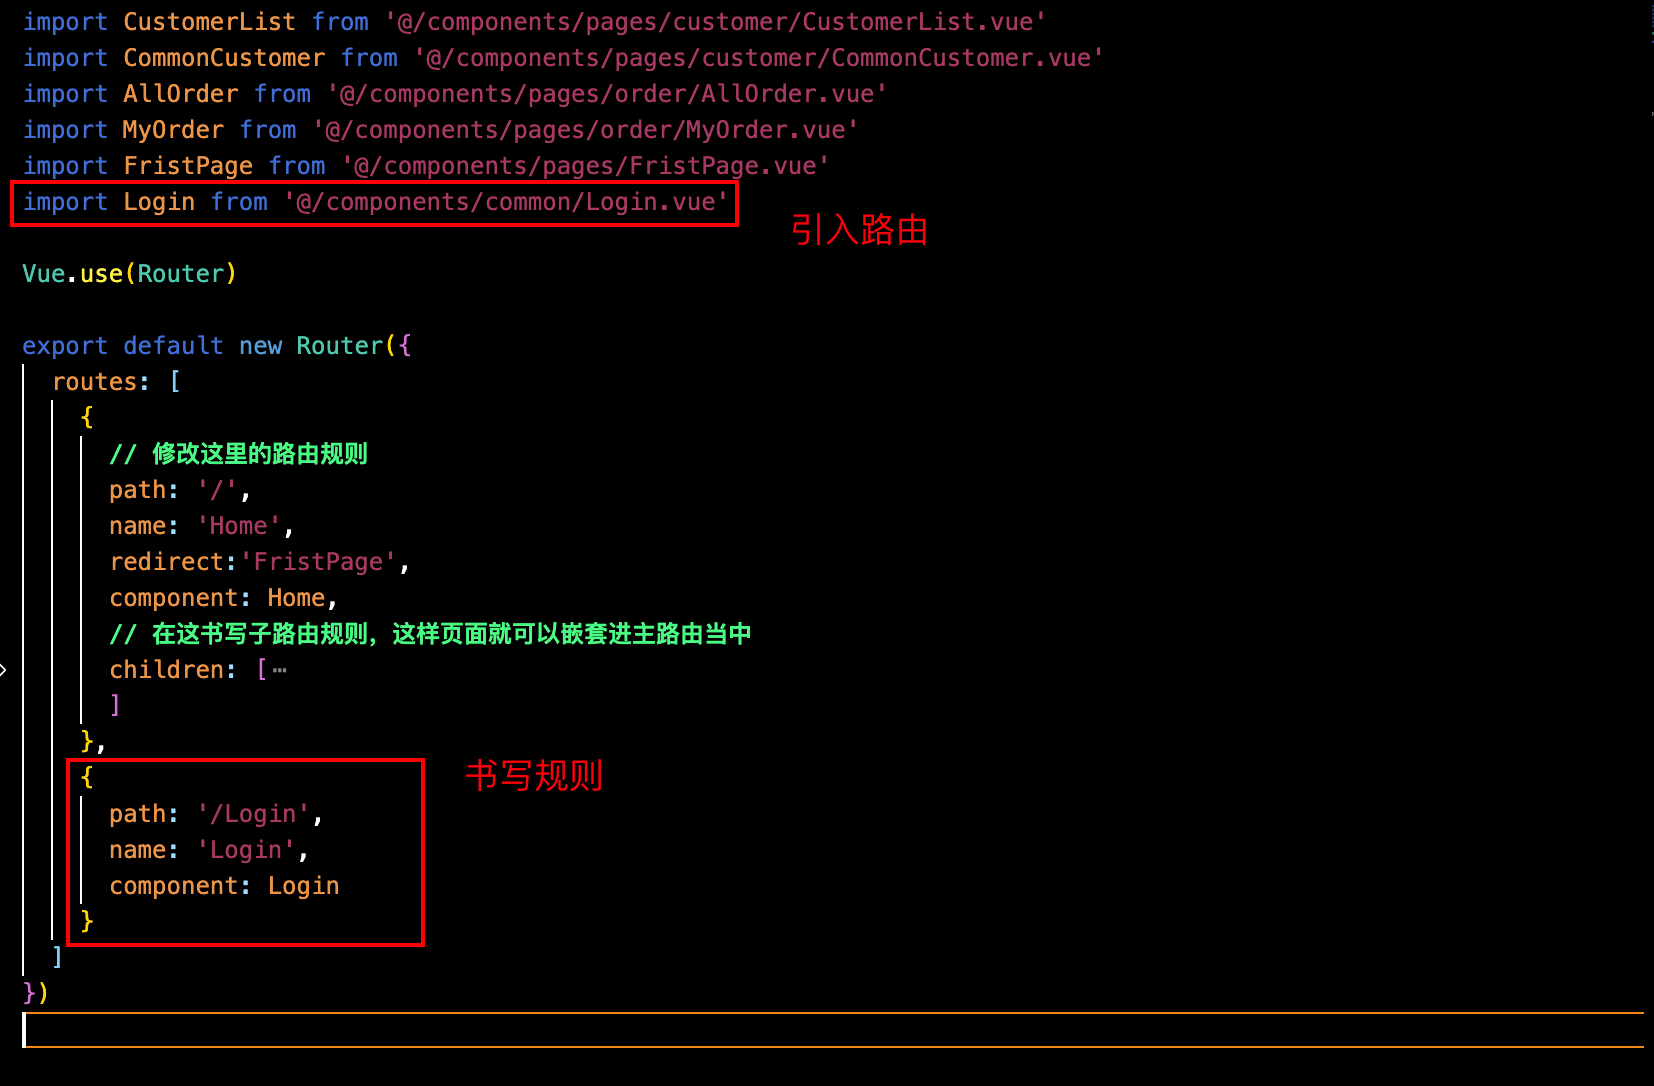 import CustomerList from '@/components/pages/customer/CustomerList.vue'
import CommonCustomer from '@/components/pages/customer/CommonCustomer.vue'
import AllOrder from '@/components/pages/order/AllOrder.vue'
import MyOrder from '@/components/pages/order/MyOrder.vue'
import FristPage from '@/components/pages/FristPage.vue'
import Login from '@/components/common/Login.vue'
引入路由
Vue.use(Router)
export default new Router({
routes: [
{
// 修改这里的路由规则
path: '/',
name: 'Home',
redirect:'FristPage',
component: Home,
// 在这书写子路由规则，这样页面就可以嵌套进主路由当中
children: [⋯
]
},
{
书写规则
path: '/Login',
name: 'Login',
component: Login
}
]
})